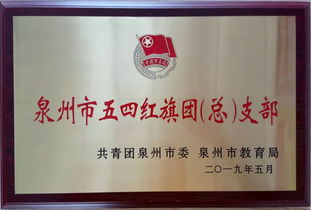 泉州市五四红旗团(总)支部
共青团泉州市委 泉州市教育局
二〇一九年五月